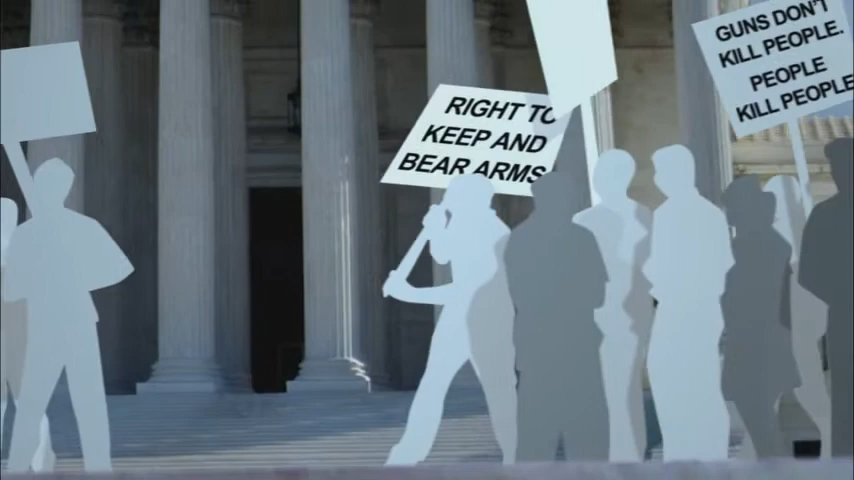 RIGHT TO
KEEP AND
BEAR ARMS
GUNS DON'T
KILL PEOPLE.
PEOPLE
KILL PEOPLE